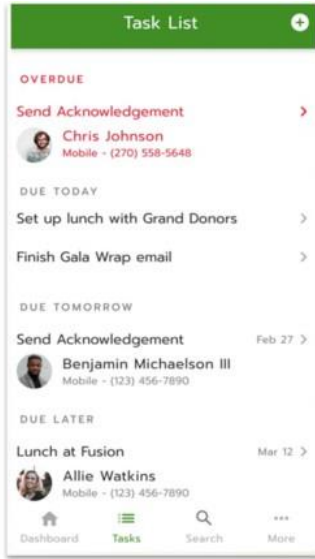 Task List
OVERDUE
Send Acknowledgement
Chris Johnson
Mobile - (270) 558-5648
DUE TODAY
Set up lunch with Grand Donors
Finish Gala Wrap email
DUE TOMORROW
Send Acknowledgement Feb 27
Benjamin Michaelson III
Mobile - (123) 456-7890
DUE LATER
Lunch at Fusion Mar 12
Allie Watkins
Mobile - (123) 456-7890
Dashboard Tasks Search More